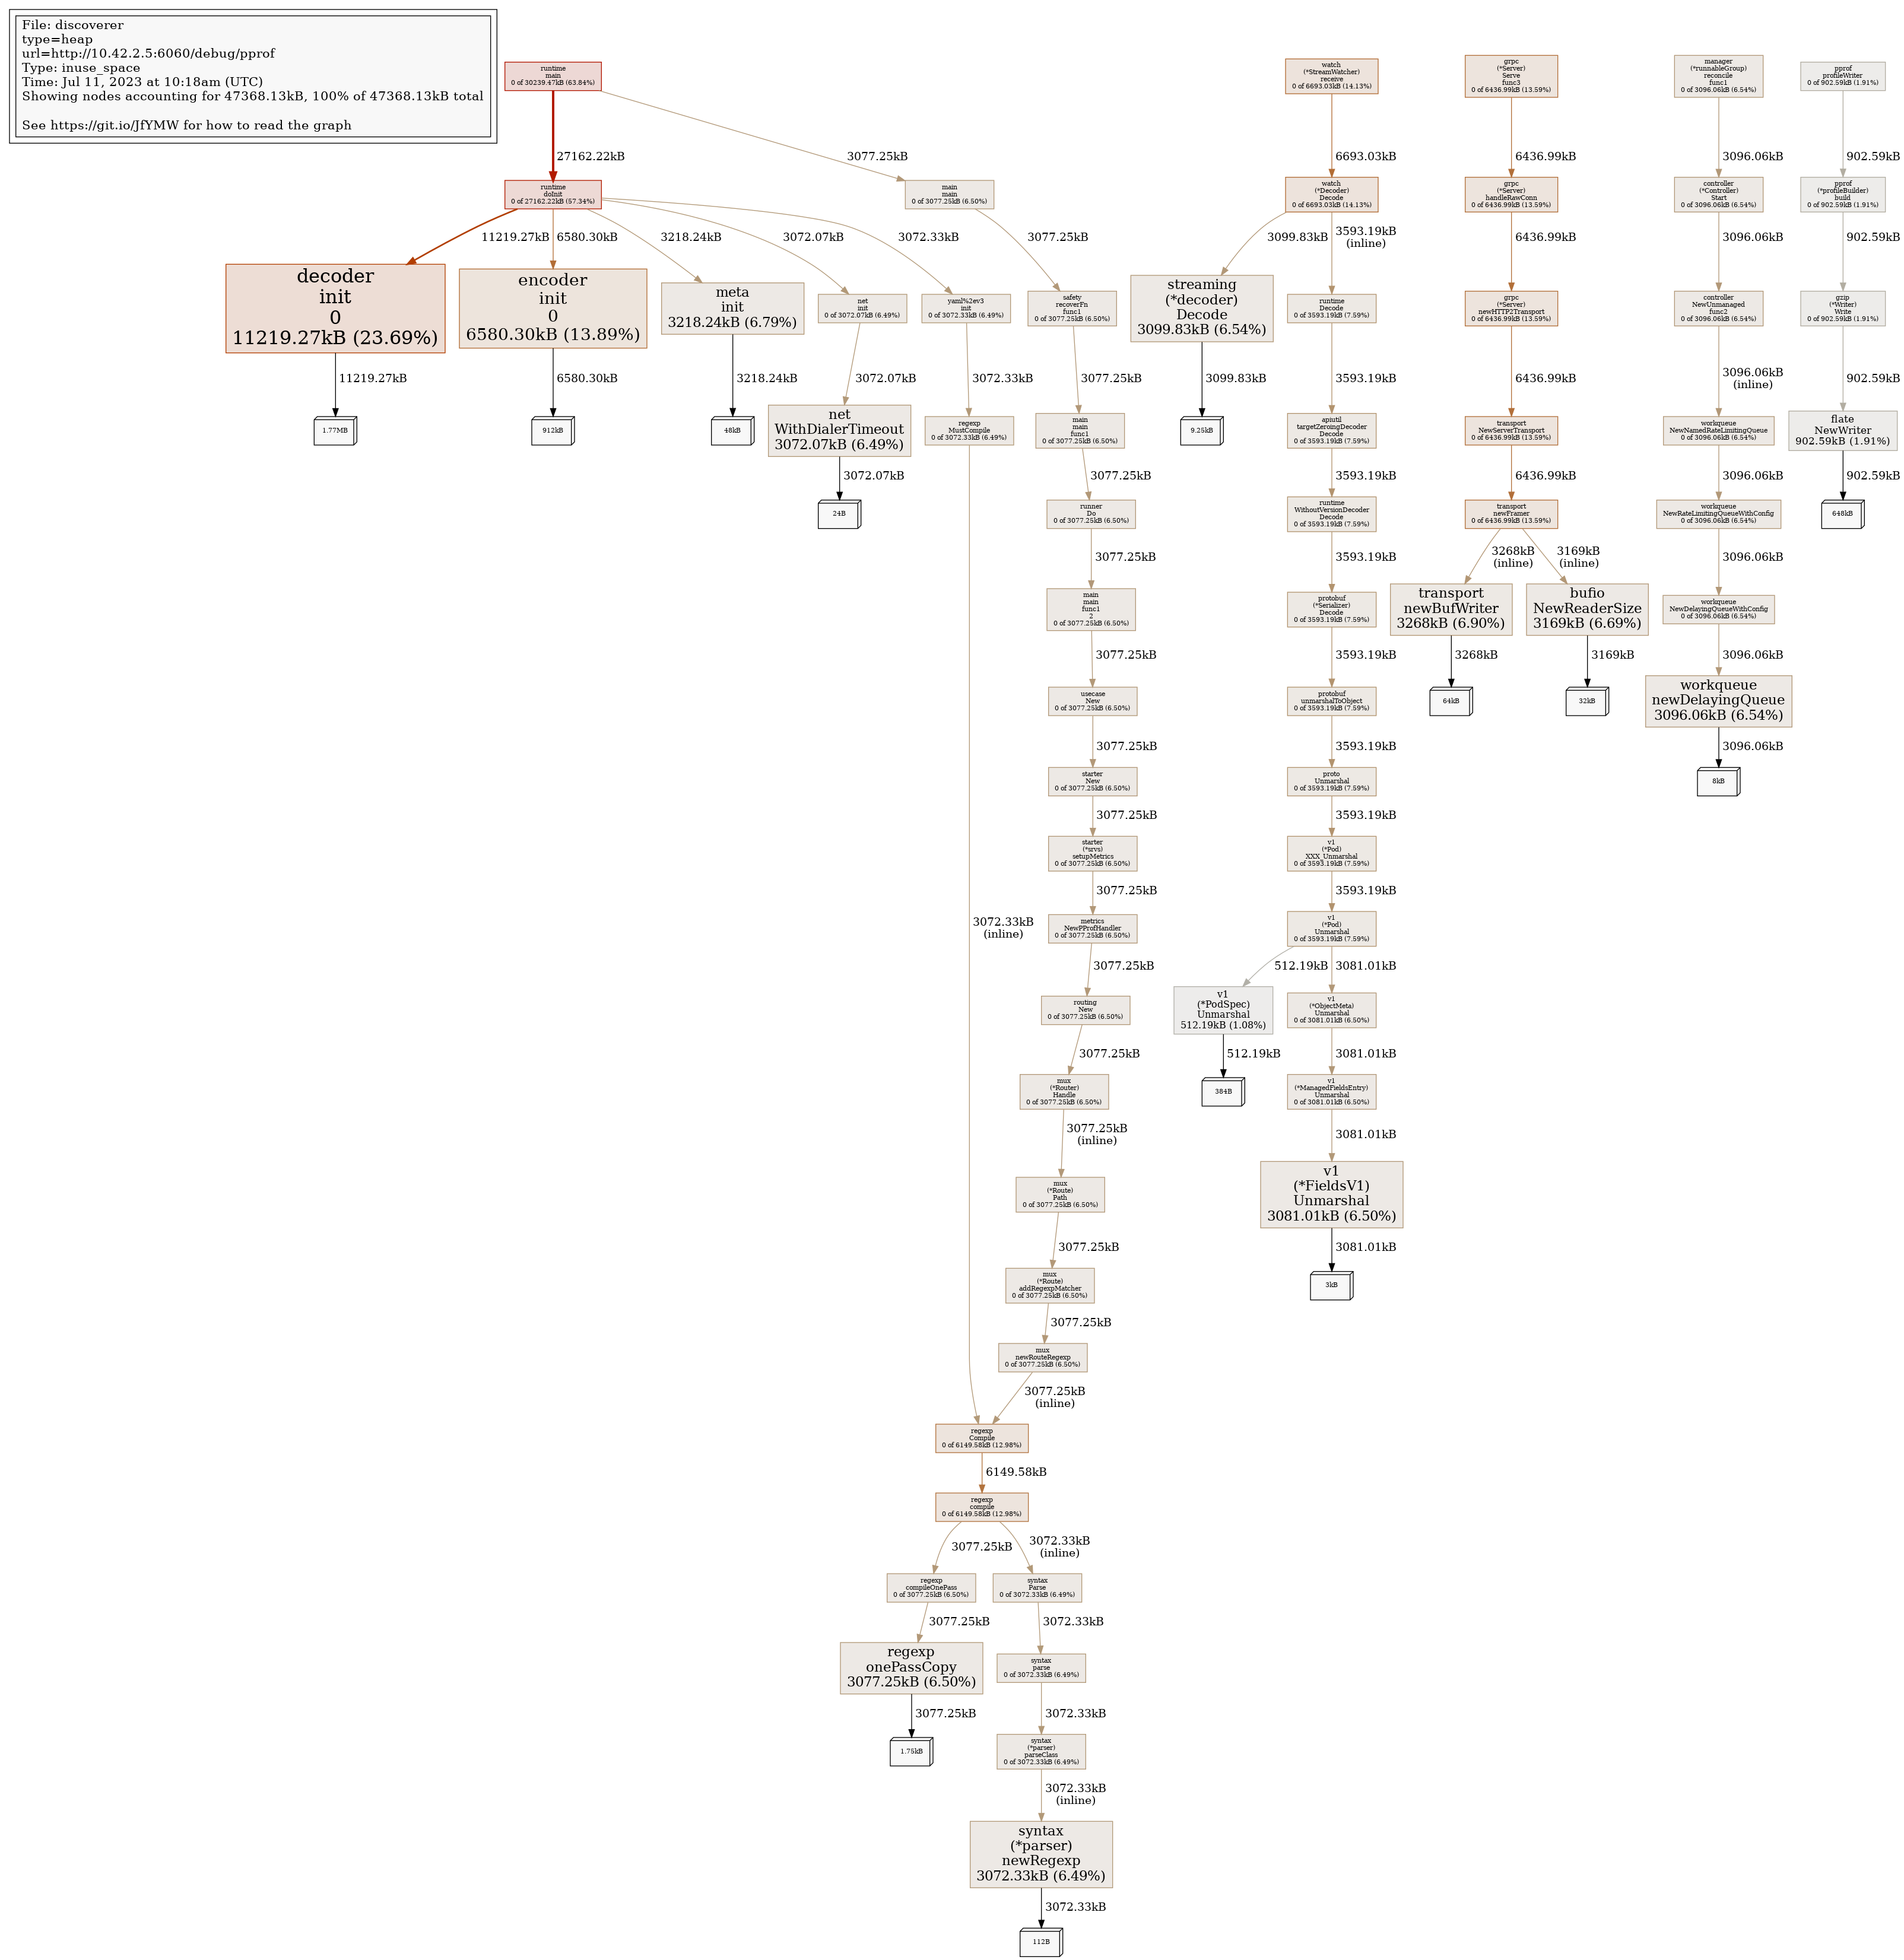 File: discoverer
type=heap
url=http://10.42.2.5:6060/debug/pprof
Type: inuse_space
Time: Jul 11, 2023 at 10:18am (UTC)
Showing nodes accounting for 47368.13kB, 100% of 47368.13kB total
See https://git.io/JfYMW for how to read the graph
runtime
main
0 of 30239.47kB (63.84%)
27162.22kB
3077.25kB
runtime
doInit
0 of 27162.22kB (57.34%)
11219.27kB
6580.30kB
3218.24kB
3072.07kB
3072.33kB
decoder
init
0
11219.27kB (23.69%)
11219.27kB
1.77MB
encoder
init
0
6580.30kB (13.89%)
6580.30kB
912kB
meta
init
3218.24kB (6.79%)
3218.24kB
48kB
net
init
0 of 3072.07kB (6.49%)
3072.07kB
net
WithDialerTimeout
3072.07kB (6.49%)
3072.07kB
24B
yaml%2ev3
init
0 of 3072.33kB (6.49%)
3072.33kB
regexp
MustCompile
0 of 3072.33kB (6.49%)
3072.33kB
(inline)
main
main
0 of 3077.25kB (6.50%)
3077.25kB
safety
recoverFn
func1
0 of 3077.25kB (6.50%)
3077.25kB
main
main
func1
0 of 3077.25kB (6.50%)
3077.25kB
runner
Do
0 of 3077.25kB (6.50%)
3077.25kB
main
main
func1
2
0 of 3077.25kB (6.50%)
3077.25kB
usecase
New
0 of 3077.25kB (6.50%)
3077.25kB
starter
New
0 of 3077.25kB (6.50%)
3077.25kB
starter
(*srvs)
setupMetrics
0 of 3077.25kB (6.50%)
3077.25kB
metrics
NewPProfHandler
0 of 3077.25kB (6.50%)
3077.25kB
routing
New
0 of 3077.25kB (6.50%)
3077.25kB
mux
(*Router)
Handle
0 of 3077.25kB (6.50%)
3077.25kB
(inline)
mux
(*Route)
Path
0 of 3077.25kB (6.50%)
3077.25kB
mux
(*Route)
addRegexpMatcher
0 of 3077.25kB (6.50%)
3077.25kB
mux
newRouteRegexp
0 of 3077.25kB (6.50%)
3077.25kB
(inline)
regexp
Compile
0 of 6149.58kB (12.98%)
6149.58kB
regexp
compile
0 of 6149.58kB (12.98%)
3077.25kB
3072.33kB
(inline)
regexp
compileOnePass
0 of 3077.25kB (6.50%)
3077.25kB
regexp
onePassCopy
3077.25kB (6.50%)
3077.25kB
1.75kB
syntax
Parse
0 of 3072.33kB (6.49%)
3072.33kB
syntax
parse
0 of 3072.33kB (6.49%)
3072.33kB
syntax
(*parser)
parseClass
0 of 3072.33kB (6.49%)
3072.33kB
(inline)
syntax
(*parser)
newRegexp
3072.33kB (6.49%)
3072.33kB
112B
watch
(*StreamWatcher)
receive
0 of 6693.03kB (14.13%)
6693.03kB
watch
(*Decoder)
Decode
0 of 6693.03kB (14.13%)
3099.83kB
3593.19kB
(inline)
streaming
(*decoder)
Decode
3099.83kB (6.54%)
3099.83kB
9.25kB
runtime
Decode
0 of 3593.19kB (7.59%)
3593.19kB
apiutil
targetZeroingDecoder
Decode
0 of 3593.19kB (7.59%)
3593.19kB
runtime
WithoutVersionDecoder
Decode
0 of 3593.19kB (7.59%)
3593.19kB
protobuf
(*Serializer)
Decode
0 of 3593.19kB (7.59%)
3593.19kB
protobuf
unmarshalToObject
0 of 3593.19kB (7.59%)
3593.19kB
proto
Unmarshal
0 of 3593.19kB (7.59%)
3593.19kB
v1
(*Pod)
XXX_Unmarshal
0 of 3593.19kB (7.59%)
3593.19kB
v1
(*Pod)
Unmarshal
0 of 3593.19kB (7.59%)
512.19kB
3081.01kB
v1
(*PodSpec)
Unmarshal
512.19kB (1.08%)
512.19kB
384B
v1
(*ObjectMeta)
Unmarshal
0 of 3081.01kB (6.50%)
3081.01kB
v1
(*ManagedFieldsEntry)
Unmarshal
0 of 3081.01kB (6.50%)
3081.01kB
v1
(*FieldsV1)
Unmarshal
3081.01kB (6.50%)
3081.01kB
3kB
grpc
(*Server)
Serve
func3
0 of 6436.99kB (13.59%)
6436.99kB
grpc
(*Server)
handleRawConn
0 of 6436.99kB (13.59%)
6436.99kB
grpc
(*Server)
newHTTP2Transport
0 of 6436.99kB (13.59%)
6436.99kB
transport
NewServerTransport
0 of 6436.99kB (13.59%)
6436.99kB
transport
newFramer
0 of 6436.99kB (13.59%)
3268kB
(inline)
3169kB
(inline)
transport
newBufWriter
3268kB (6.90%)
3268kB
64kB
bufio
NewReaderSize
3169kB (6.69%)
3169kB
32kB
manager
(*runnableGroup)
reconcile
func1
0 of 3096.06kB (6.54%)
3096.06kB
controller
(*Controller)
Start
0 of 3096.06kB (6.54%)
3096.06kB
controller
NewUnmanaged
func2
0 of 3096.06kB (6.54%)
3096.06kB
(inline)
workqueue
NewNamedRateLimitingQueue
0 of 3096.06kB (6.54%)
3096.06kB
workqueue
NewRateLimitingQueueWithConfig
0 of 3096.06kB (6.54%)
3096.06kB
workqueue
NewDelayingQueueWithConfig
0 of 3096.06kB (6.54%)
3096.06kB
workqueue
newDelayingQueue
3096.06kB (6.54%)
3096.06kB
8kB
pprof
profileWriter
0 of 902.59kB (1.91%)
902.59kB
pprof
(*profileBuilder)
build
0 of 902.59kB (1.91%)
902.59kB
gzip
(*Writer)
Write
0 of 902.59kB (1.91%)
902.59kB
flate
NewWriter
902.59kB (1.91%)
902.59kB
648kB